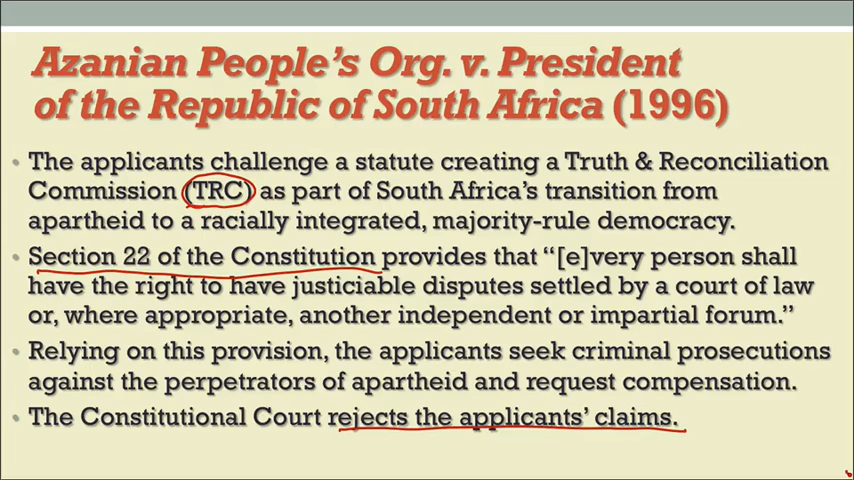 Azanian People's Org. v. President
of the Republic of South Africa (1996)
• The applicants challenge a statute creating a Truth & Reconciliation
Commission (TRC) as part of South Africa's transition from
apartheid to a racially integrated, majority-rule democracy.
• Section 22 of the Constitution provides that “[e]very person shall
have the right to have justiciable disputes settled by a court of law
or, where appropriate, another independent or impartial forum.”
• Relying on this provision, the applicants seek criminal prosecutions
against the perpetrators of apartheid and request compensation.
• The Constitutional Court rejects the applicants' claims.